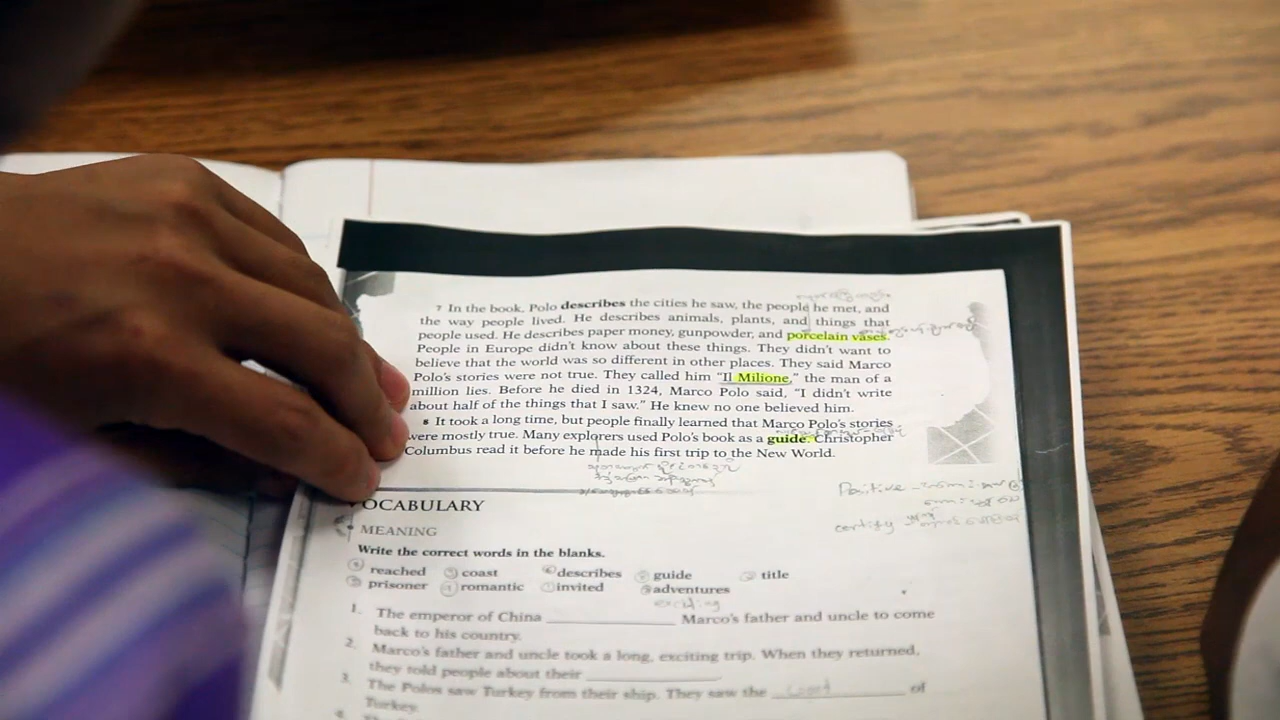 7 In the book, Polo describes the cities he saw, the people he met, and
the way people lived. He describes animals, plants, and things that
people used. He describes paper money, gunpowder, and porcelain vases.
People in Europe didn't know about these things. They didn't want to
believe that the world was so different in other places. They said Marco
Polo's stories were not true. They called him “Il Milione,” the man of a
million lies. Before he died in 1324, Marco Polo said, “I didn't write
about half of the things that I saw.” He knew no one believed him.
8 It took a long time, but people finally learned that Marco Polo's stories
were mostly true. Many explorers used Polo's book as a guide. Christopher
Columbus read it before he made his first trip to the New World.
Positive
certify
VOCABULARY
MEANING
Write the correct words in the blanks.
reached coast describes guide title
prisoner romantic invited adventures
exciting
1. The emperor of China ____________ Marco's father and uncle to come
back to his country.
2. Marco's father and uncle took a long, exciting trip. When they returned,
they told people about their ____________
3. The Polos saw Turkey from their ship. They saw the coast of
Turkey.